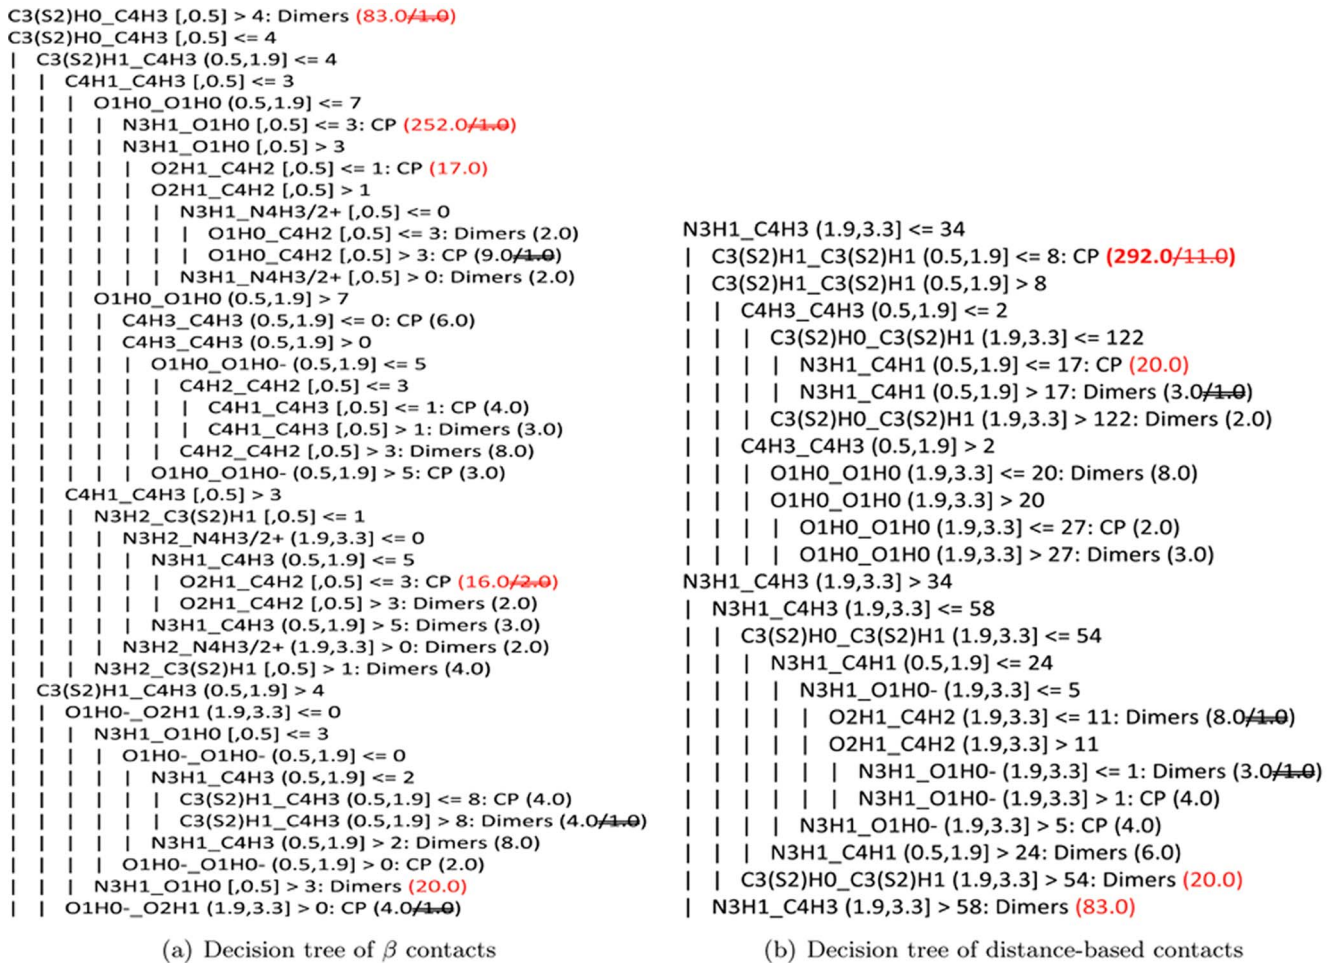 C3(S2)H0_C4H3 [,0.5] > 4: Dimers (83.0/1.0)
C3(S2)H0_C4H3 [,0.5] <= 4
| C3(S2)H1_C4H3 (0.5,1.9] <= 4
| | C4H1_C4H3 [,0.5] <= 3
| | | O1H0_O1H0 (0.5,1.9] <= 7
| | | | N3H1_O1H0 [,0.5] <= 3: CP (252.0/1.0)
| | | | N3H1_O1H0 [,0.5] > 3
| | | | | O2H1_C4H2 [,0.5] <= 1: CP (17.0)
| | | | | O2H1_C4H2 [,0.5] > 1
| | | | | | N3H1_N4H3/2+ [,0.5] <= 0
| | | | | | | O1H0_C4H2 [,0.5] <= 3: Dimers (2.0)
| | | | | | | O1H0_C4H2 [,0.5] > 3: CP (9.0/1.0)
| | | | | | N3H1_N4H3/2+ [,0.5] > 0: Dimers (2.0)
| | | O1H0_O1H0 (0.5,1.9] > 7
| | | | C4H3_C4H3 (0.5,1.9] <= 0: CP (6.0)
| | | | C4H3_C4H3 (0.5,1.9] > 0
| | | | | O1H0_O1H0- (0.5,1.9] <= 5
| | | | | | C4H2_C4H2 [,0.5] <= 3
| | | | | | | C4H1_C4H3 [,0.5] <= 1: CP (4.0)
| | | | | | | C4H1_C4H3 [,0.5] > 1: Dimers (3.0)
| | | | | | C4H2_C4H2 [,0.5] > 3: Dimers (8.0)
| | | | | O1H0_O1H0- (0.5,1.9] > 5: CP (3.0)
| | C4H1_C4H3 [,0.5] > 3
| | | N3H2_C3(S2)H1 [,0.5] <= 1
| | | | N3H2_N4H3/2+ (1.9,3.3] <= 0
| | | | | N3H1_C4H3 (0.5,1.9] <= 5
| | | | | | O2H1_C4H2 [,0.5] <= 3: CP (16.0/2.0)
| | | | | | O2H1_C4H2 [,0.5] > 3: Dimers (2.0)
| | | | | N3H1_C4H3 (0.5,1.9] > 5: Dimers (3.0)
| | | | N3H2_N4H3/2+ (1.9,3.3] > 0: Dimers (2.0)
| | | N3H2_C3(S2)H1 [,0.5] > 1: Dimers (4.0)
| C3(S2)H1_C4H3 (0.5,1.9] > 4
| | O1H0-_O2H1 (1.9,3.3] <= 0
| | | N3H1_O1H0 [,0.5] <= 3
| | | | O1H0-_O1H0- (0.5,1.9] <= 0
| | | | | N3H1_C4H3 (0.5,1.9] <= 2
| | | | | | C3(S2)H1_C4H3 (0.5,1.9] <= 8: CP (4.0)
| | | | | | C3(S2)H1_C4H3 (0.5,1.9] > 8: Dimers (4.0/1.0)
| | | | | N3H1_C4H3 (0.5,1.9] > 2: Dimers (8.0)
| | | | O1H0-_O1H0- (0.5,1.9] > 0: CP (2.0)
| | | N3H1_O1H0 [,0.5] > 3: Dimers (20.0)
| | O1H0-_O2H1 (1.9,3.3] > 0: CP (4.0/1.0)
(a) Decision tree of β contacts
N3H1_C4H3 (1.9,3.3] <= 34
| C3(S2)H1_C3(S2)H1 (0.5,1.9] <= 8: CP (292.0/11.0)
| C3(S2)H1_C3(S2)H1 (0.5,1.9] > 8
| | C4H3_C4H3 (0.5,1.9] <= 2
| | | C3(S2)H0_C3(S2)H1 (1.9,3.3] <= 122
| | | | N3H1_C4H1 (0.5,1.9] <= 17: CP (20.0)
| | | | N3H1_C4H1 (0.5,1.9] > 17: Dimers (3.0/1.0)
| | | C3(S2)H0_C3(S2)H1 (1.9,3.3] > 122: Dimers (2.0)
| | C4H3_C4H3 (0.5,1.9] > 2
| | | O1H0_O1H0 (1.9,3.3] <= 20: Dimers (8.0)
| | | O1H0_O1H0 (1.9,3.3] > 20
| | | | O1H0_O1H0 (1.9,3.3] <= 27: CP (2.0)
| | | | O1H0_O1H0 (1.9,3.3] > 27: Dimers (3.0)
N3H1_C4H3 (1.9,3.3] > 34
| N3H1_C4H3 (1.9,3.3] <= 58
| | C3(S2)H0_C3(S2)H1 (1.9,3.3] <= 54
| | | N3H1_C4H1 (0.5,1.9] <= 24
| | | | N3H1_O1H0- (1.9,3.3] <= 5
| | | | | O2H1_C4H2 (1.9,3.3] <= 11: Dimers (8.0/1.0)
| | | | | O2H1_C4H2 (1.9,3.3] > 11
| | | | | | N3H1_O1H0- (1.9,3.3] <= 1: Dimers (3.0/1.0)
| | | | | | N3H1_O1H0- (1.9,3.3] > 1: CP (4.0)
| | | | N3H1_O1H0- (1.9,3.3] > 5: CP (4.0)
| | | N3H1_C4H1 (0.5,1.9] > 24: Dimers (6.0)
| | C3(S2)H0_C3(S2)H1 (1.9,3.3] > 54: Dimers (20.0)
| N3H1_C4H3 (1.9,3.3] > 58: Dimers (83.0)
(b) Decision tree of distance-based contacts